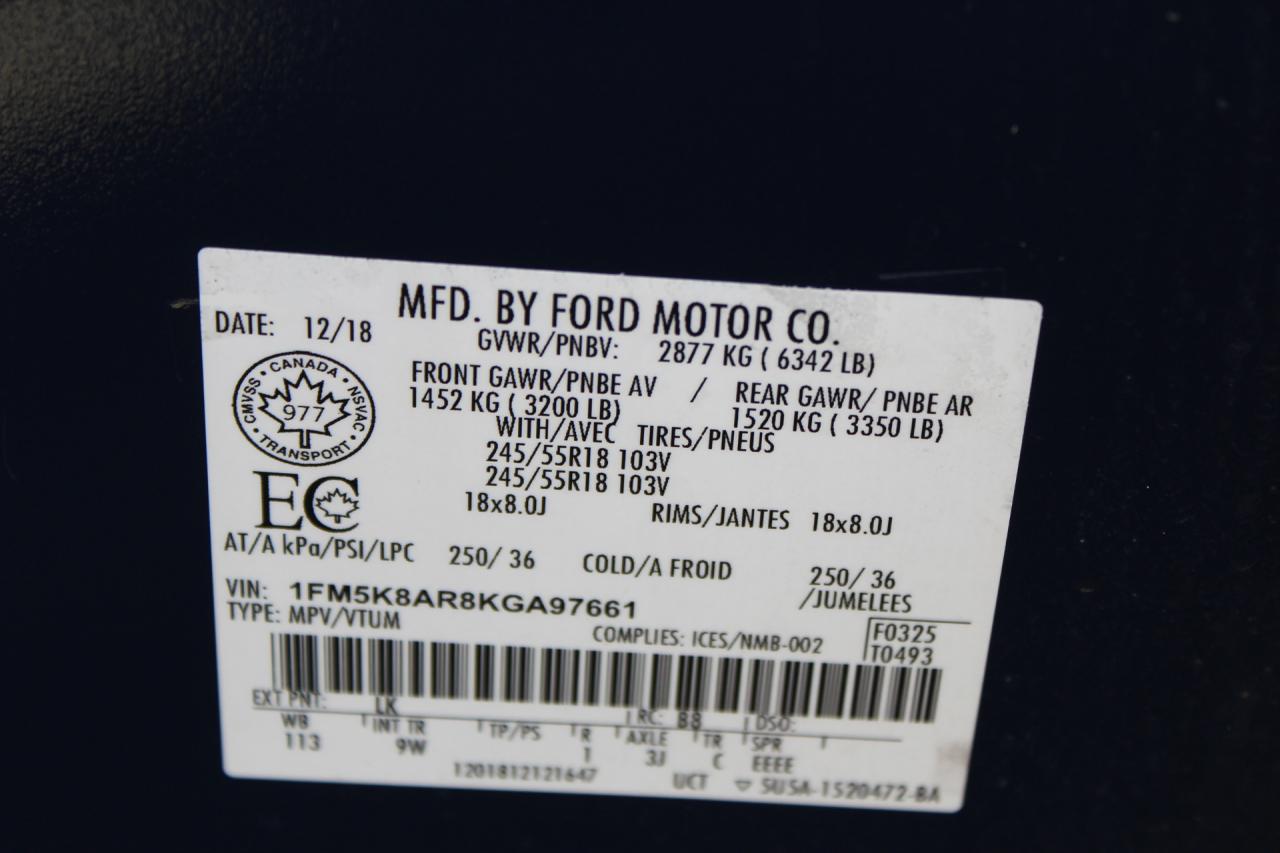 MFD. BY FORD MOTOR CO.
DATE: 12/18
GVWR/PNBV: 2877 KG ( 6342 LB)
FRONT GAWR/PNBE AV / REAR GAWR/ PNBE AR
1452 KG ( 3200 LB) 1520 KG ( 3350 LB)
WITH/AVEC TIRES/PNEUS
245/55R18 103V
245/55R18 103V
18x8.0J RIMS/JANTES 18x8.0J
CANADA
CMVSS • NSVAC
977
TRANSPORT
EC
AT/A kPa/PSI/LPC 250/ 36 COLD/A FROID 250/ 36
/JUMELEES
VIN: 1FM5K8AR8KGA97661
TYPE: MPV/VTUM
COMPLIES: ICES/NMB-002
F0325
T0493
EXT PNT: LK RC: B8 DSO:
WB INT TR TP/PS R AXLE TR SPR
113 9W 1 3J C EEEE
1201812121647
UCT 5U5A-1520472-BA